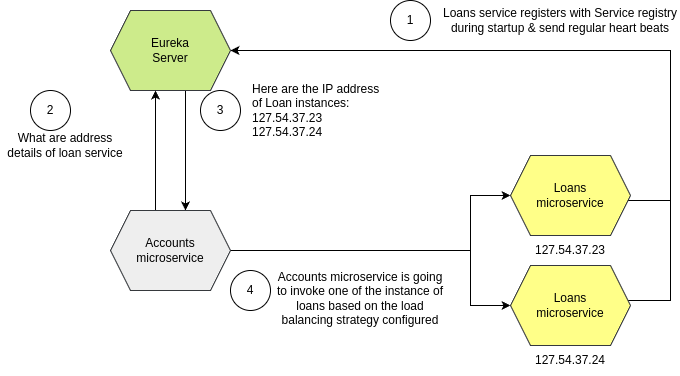 1
Loans service registers with Service registry
during startup & send regular heart beats
Eureka
Server
2
What are address
details of loan service
3
Here are the IP address
of Loan instances:
127.54.37.23
127.54.37.24
Accounts
microservice
4
Accounts microservice is going
to invoke one of the instance of
loans based on the load
balancing strategy configured
Loans
microservice
127.54.37.23
Loans
microservice
127.54.37.24